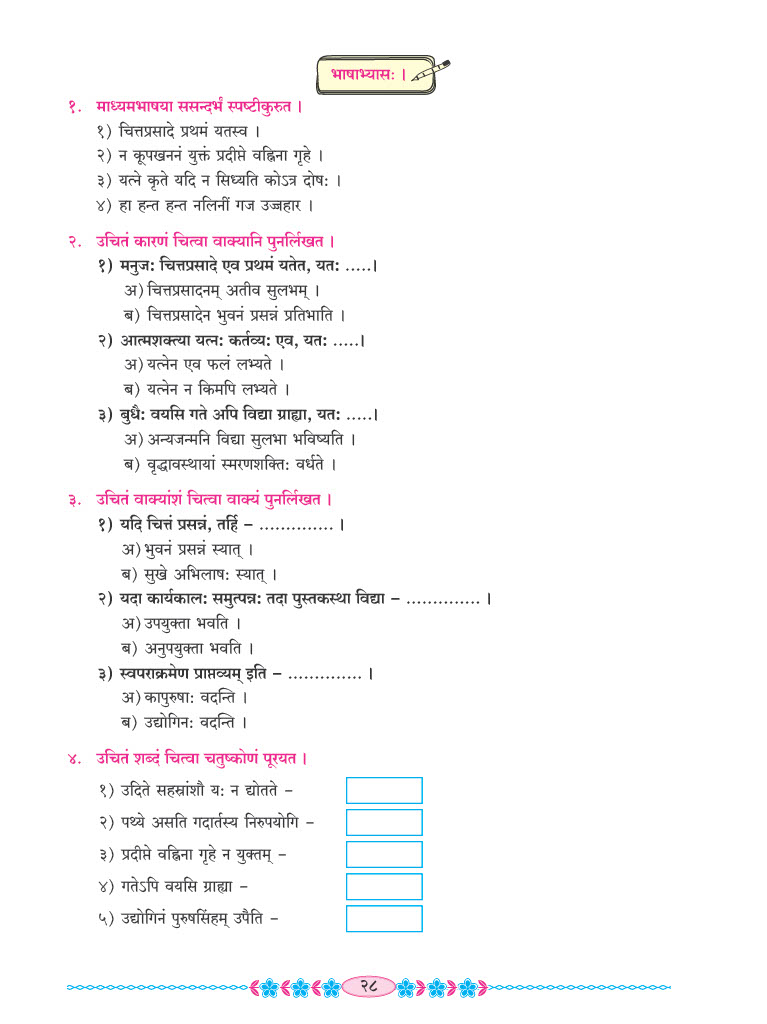 भाषाभ्यासः ।
१. माध्यमभाषया ससन्दर्भं स्पष्टीकुरुत ।
१) चित्तप्रसादे प्रथमं यतस्व ।
२) न कूपखननं युक्तं प्रदीप्ते वह्निना गृहे ।
३) यत्ने कृते यदि न सिध्यति कोऽत्र दोषः ।
४) हा हन्त हन्त नलिनीं गज उज्जहार ।
२. उचितं कारणं चित्वा वाक्यानि पुनर्लिखत ।
१) मनुजः चित्तप्रसादे एव प्रथमं यतेत, यतः .....।
अ) चित्तप्रसादनम् अतीव सुलभम् ।
ब) चित्तप्रसादेन भुवनं प्रसन्नं प्रतिभाति ।
२) आत्मशक्त्या यत्नः कर्तव्यः एव, यतः .....।
अ) यत्नेन एव फलं लभ्यते ।
ब) यत्नेन न किमपि लभ्यते ।
३) बुधैः वयसि गते अपि विद्या ग्राह्या, यतः .....।
अ) अन्यजन्मनि विद्या सुलभा भविष्यति ।
ब) वृद्धावस्थायां स्मरणशक्तिः वर्धते ।
३. उचितं वाक्यांशं चित्वा वाक्यं पुनर्लिखत ।
१) यदि चित्तं प्रसन्नं, तर्हि – .............. ।
अ) भुवनं प्रसन्नं स्यात् ।
ब) सुखे अभिलाषः स्यात् ।
२) यदा कार्यकालः समुत्पन्नः तदा पुस्तकस्था विद्या – .............. ।
अ) उपयुक्ता भवति ।
ब) अनुपयुक्ता भवति ।
३) स्वपराक्रमेण प्राप्तव्यम् इति – .............. ।
अ) कापुरुषाः वदन्ति ।
ब) उद्योगिनः वदन्ति ।
४. उचितं शब्दं चित्वा चतुष्कोणं पूरयत ।
१) उदिते सहस्रांशौ यः न द्योतते –
२) पथ्ये असति गदार्तस्य निरुपयोगि –
३) प्रदीप्ते वह्निना गृहे न युक्तम् –
४) गतेऽपि वयसि ग्राह्या –
५) उद्योगिनं पुरुषसिंहम् उपैति –
२८